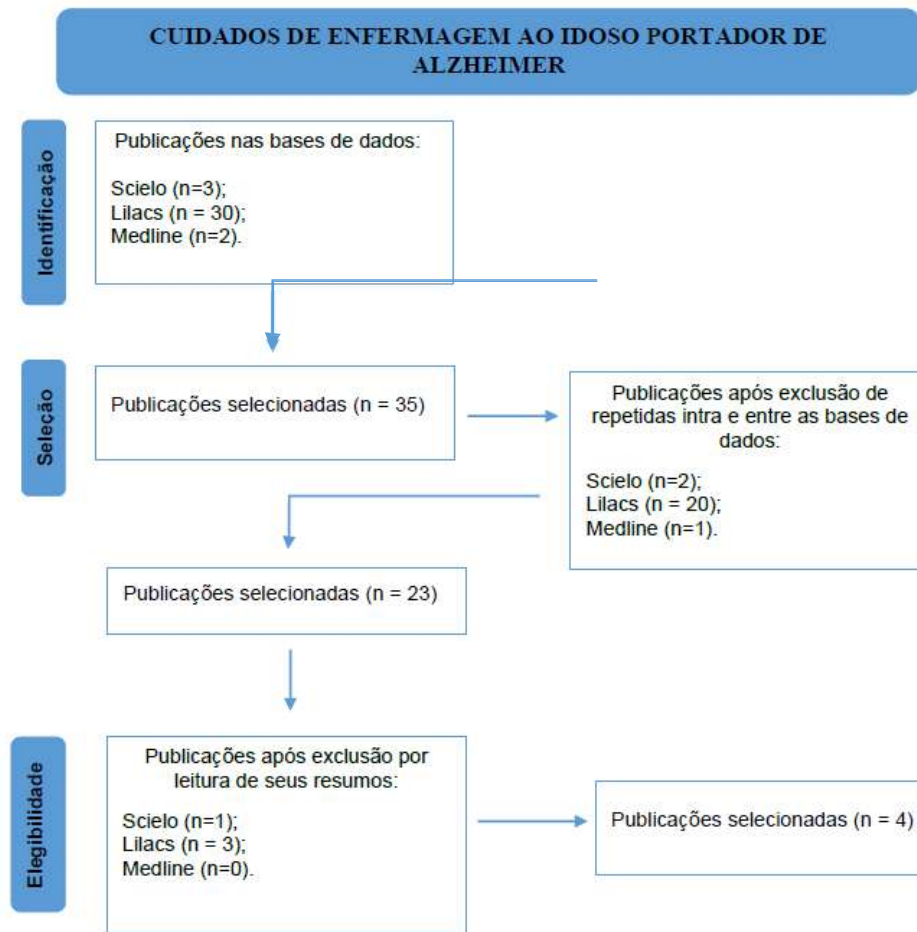 CUIDADOS DE ENFERMAGEM AO IDOSO PORTADOR DE
ALZHEIMER
Identificação
Publicações nas bases de dados:
Scielo (n=3);
Lilacs (n = 30);
Medline (n=2).
Seleção
Publicações selecionadas (n = 35)
Publicações após exclusão de
repetidas intra e entre as bases de
dados:
Scielo (n=2);
Lilacs (n = 20);
Medline (n=1).
Publicações selecionadas (n = 23)
Elegibilidade
Publicações após exclusão por
leitura de seus resumos:
Scielo (n=1);
Lilacs (n = 3);
Medline (n=0).
Publicações selecionadas (n = 4)